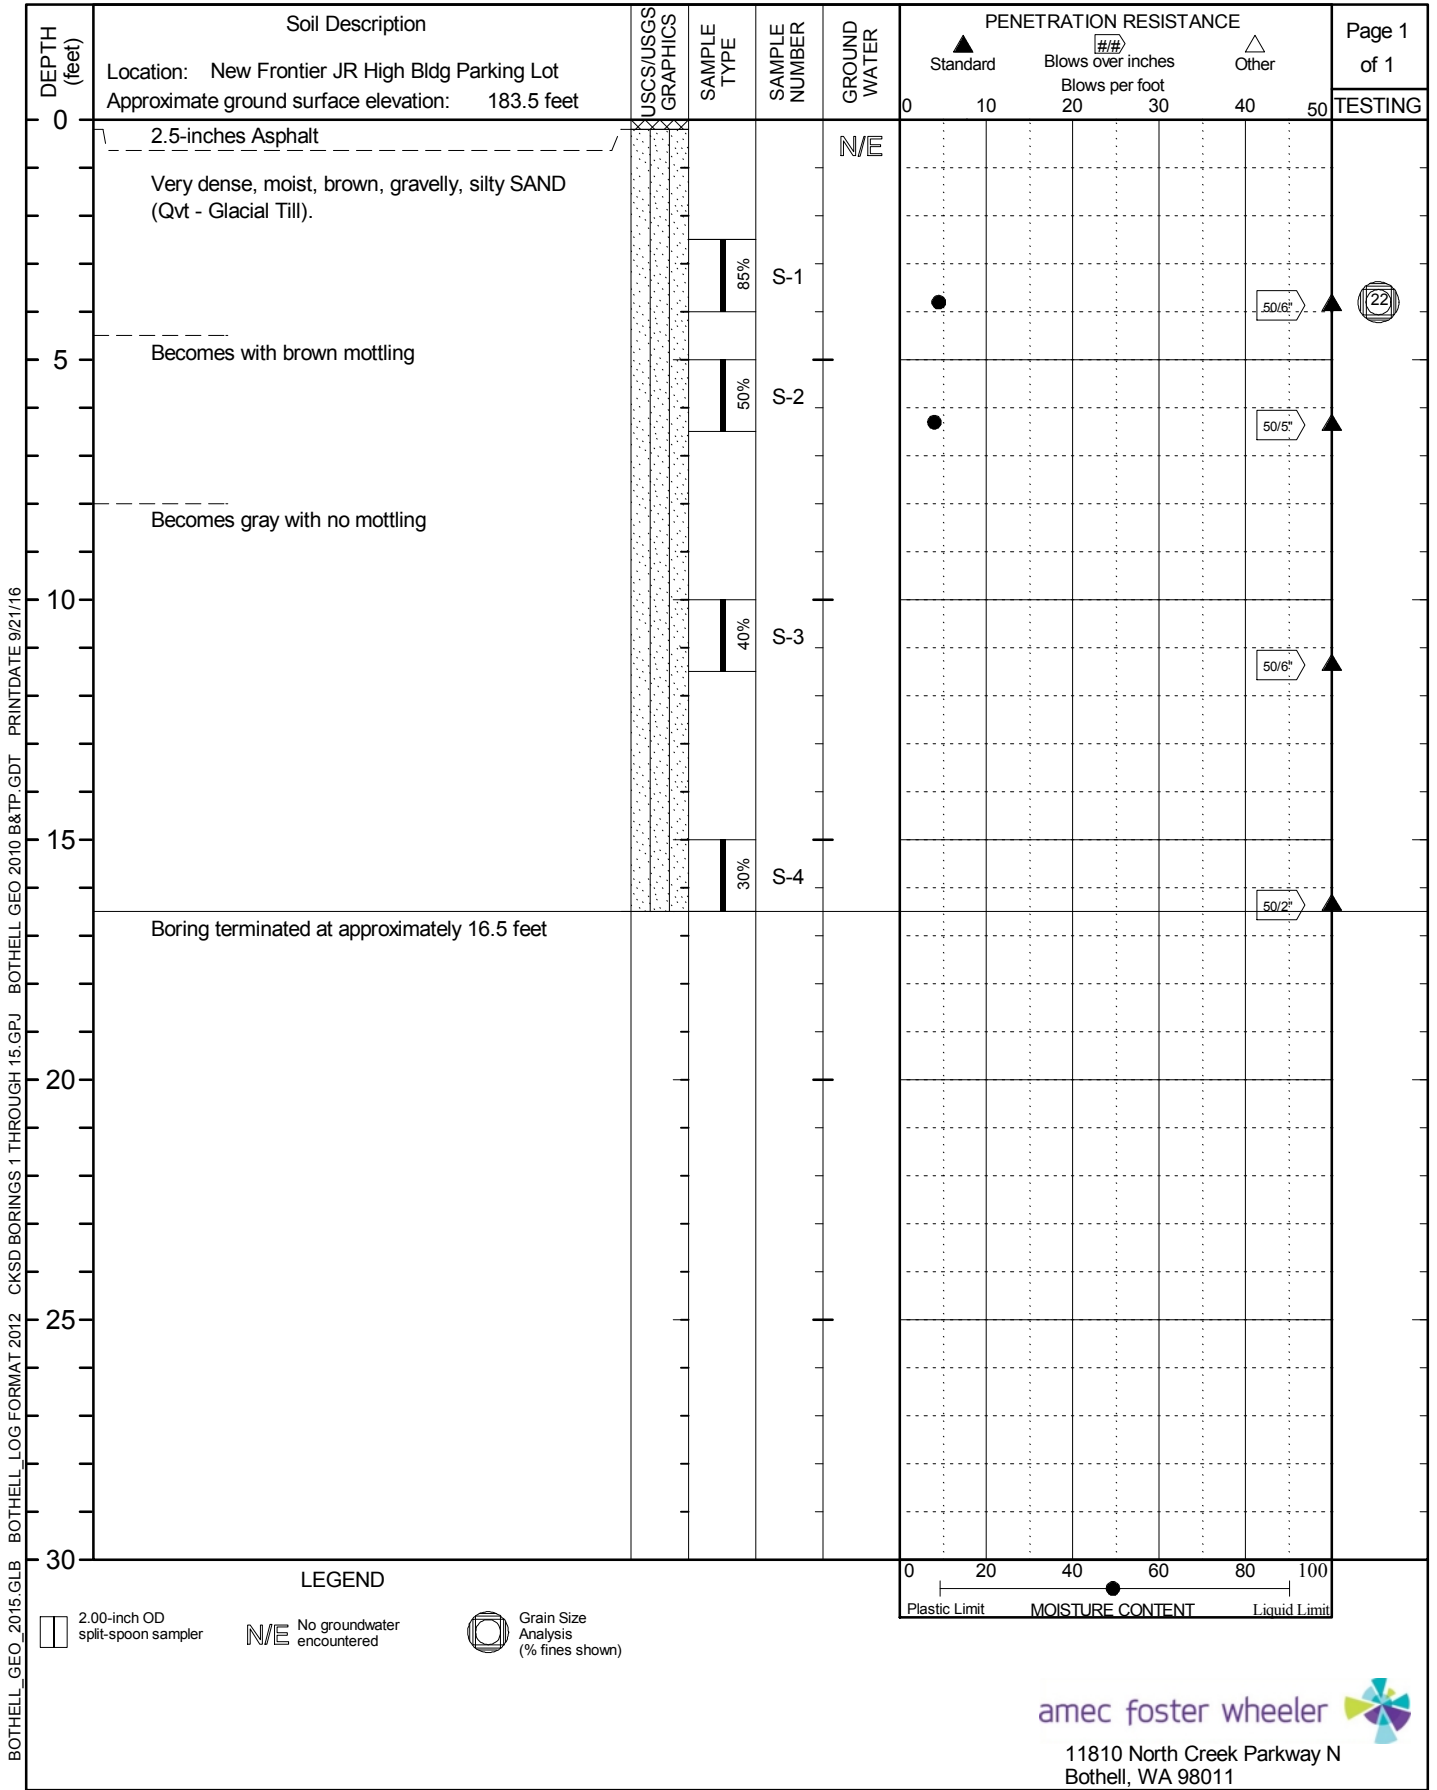 DEPTH
(feet)
Soil Description
Location: New Frontier JR High Bldg Parking Lot
Approximate ground surface elevation: 183.5 feet
USCS/USGS
GRAPHICS
SAMPLE
TYPE
SAMPLE
NUMBER
GROUND
WATER
PENETRATION RESISTANCE
Standard
#/#
Blows over inches
Other
Blows per foot
0 10 20 30 40 50
Page 1
of 1
TESTING
0
2.5-inches Asphalt
N/E
Very dense, moist, brown, gravelly, silty SAND
(Qvt - Glacial Till).
85%
S-1
50/6"
22
Becomes with brown mottling
5
50%
S-2
50/5"
Becomes gray with no mottling
10
40%
S-3
50/6"
15
30%
S-4
50/2"
Boring terminated at approximately 16.5 feet
20
25
30
0 20 40 60 80 100
Plastic Limit MOISTURE CONTENT Liquid Limit
LEGEND
2.00-inch OD
split-spoon sampler
N/E No groundwater
encountered
Grain Size
Analysis
(% fines shown)
amec foster wheeler
11810 North Creek Parkway N
Bothell, WA 98011
BOTHELL_GEO_2015.GLB BOTHELL_LOG FORMAT 2012 CKSD BORINGS 1 THROUGH 15.GPJ BOTHELL GEO 2010 B&TP.GDT PRINTDATE 9/21/16